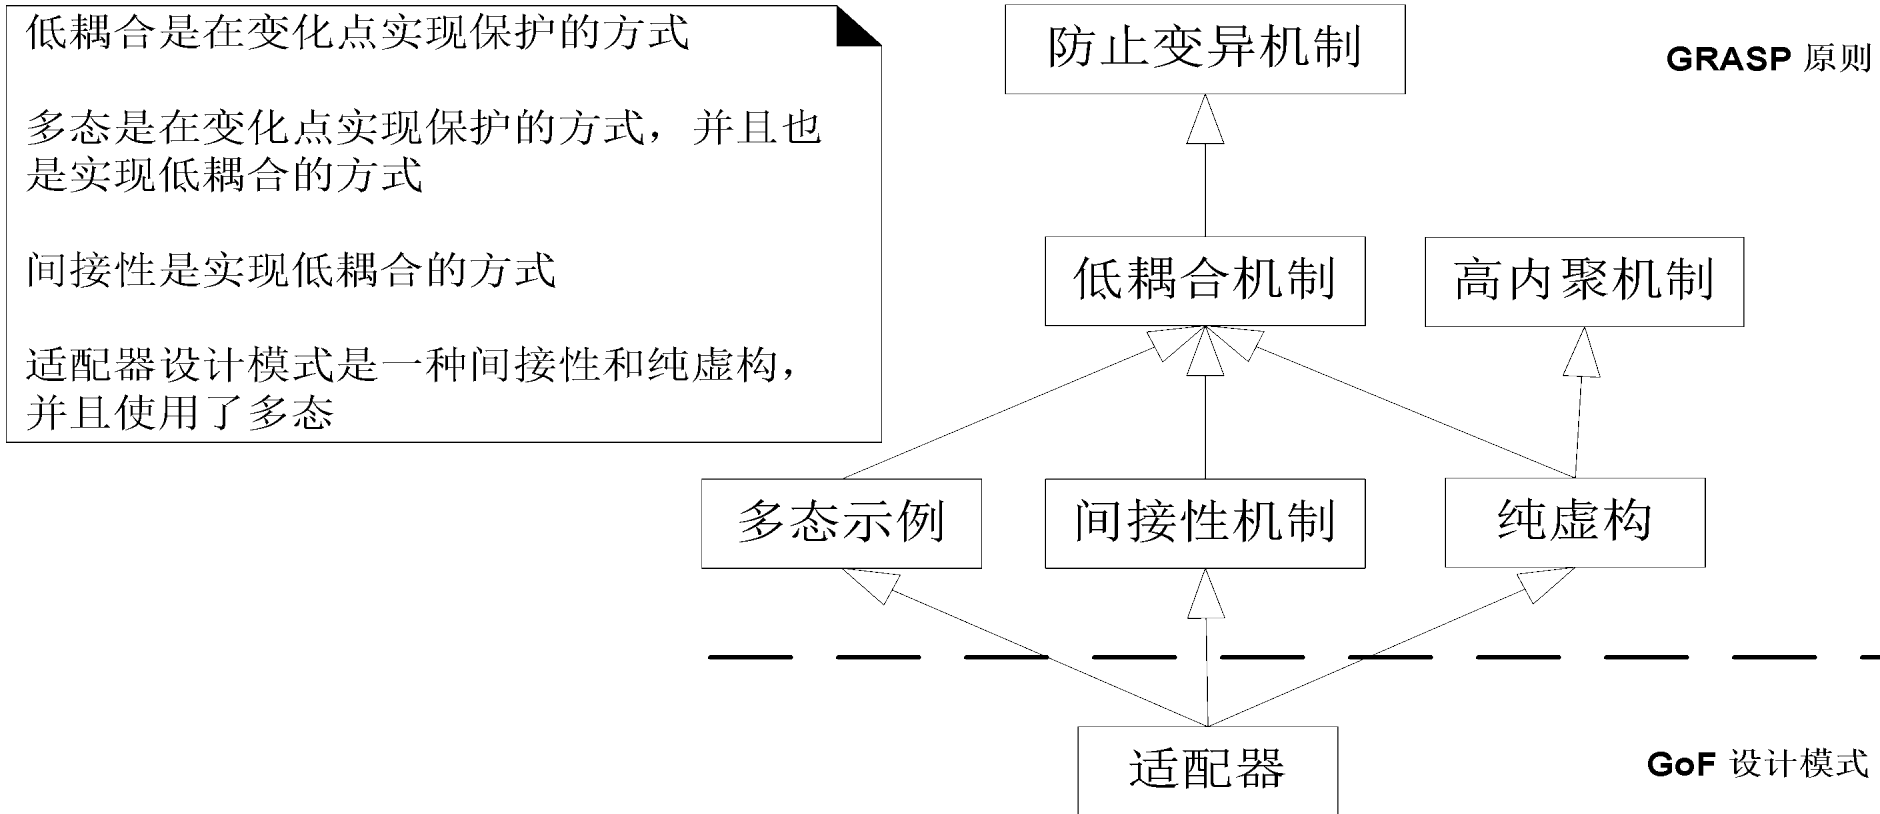 低耦合是在变化点实现保护的方式
多态是在变化点实现保护的方式，并且也
是实现低耦合的方式
间接性是实现低耦合的方式
适配器设计模式是一种间接性和纯虚构，
并且使用了多态
防止变异机制
GRASP 原则
低耦合机制
高内聚机制
多态示例
间接性机制
纯虚构
适配器
GoF 设计模式